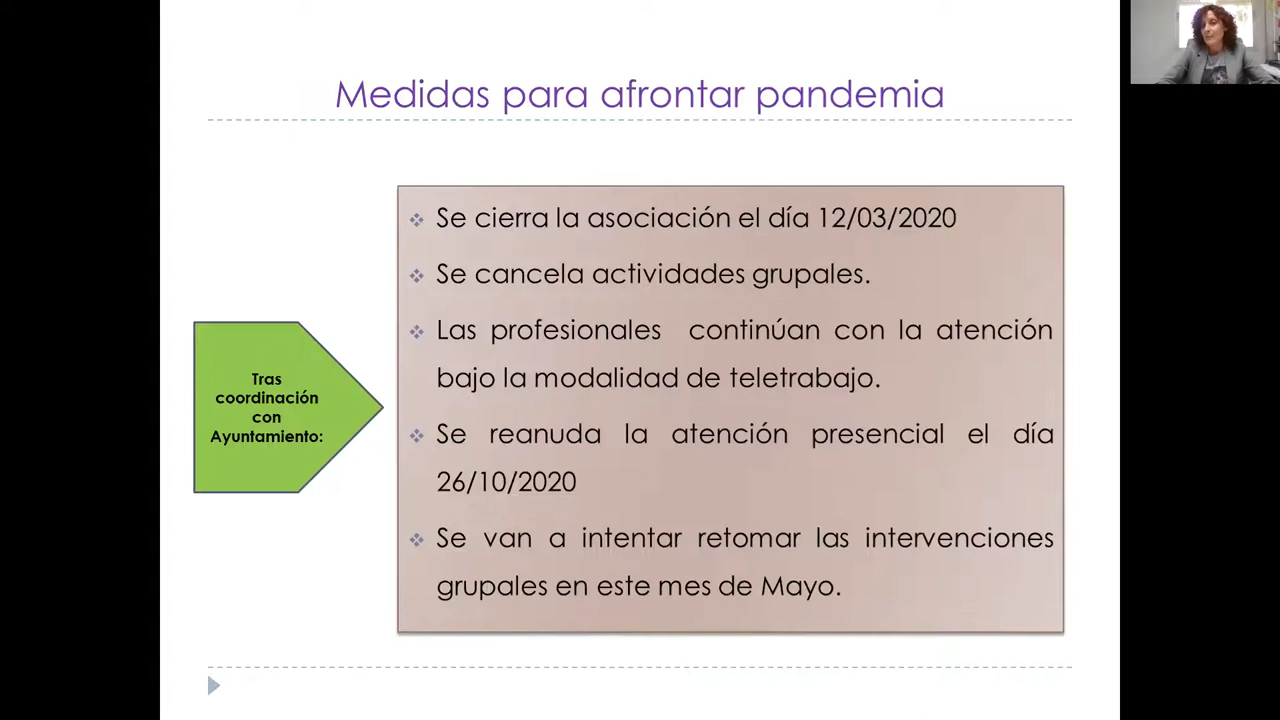 Medidas para afrontar pandemia
Tras
coordinación
con
Ayuntamiento:
Se cierra la asociación el día 12/03/2020
Se cancela actividades grupales.
Las profesionales continúan con la atención
bajo la modalidad de teletrabajo.
Se reanuda la atención presencial el día
26/10/2020
Se van a intentar retomar las intervenciones
grupales en este mes de Mayo.